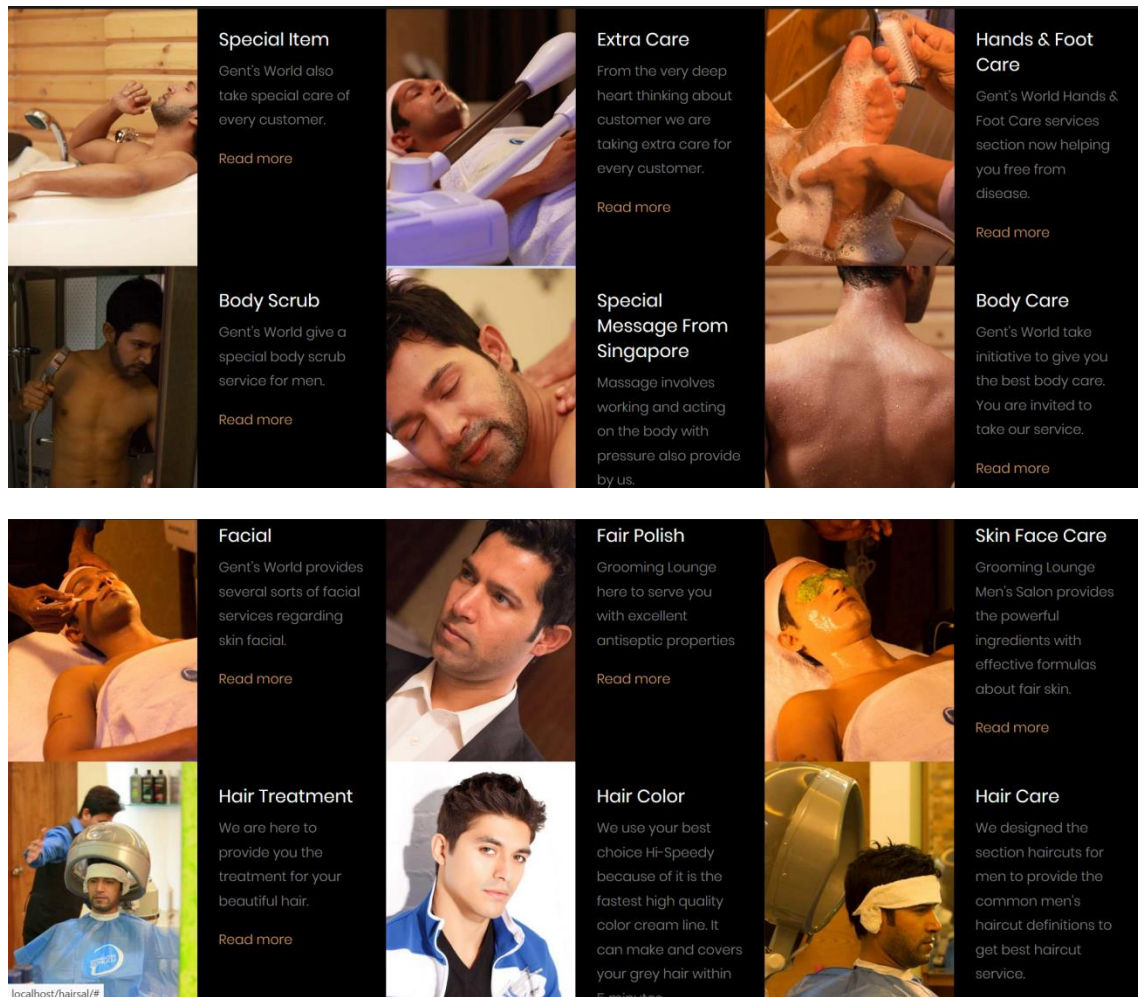 Special Item
Gent's World also
take special care of
every customer.
Read more
Extra Care
From the very deep
heart thinking about
customer we are
taking extra care for
every customer.
Read more
Hands & Foot
Care
Gent's World Hands &
Foot Care services
section now helping
you free from
disease.
Read more
Body Scrub
Gent's World give a
special body scrub
service for men.
Read more
Special
Message From
Singapore
Massage involves
working and acting
on the body with
pressure also provide
by us.
Body Care
Gent's World take
initiative to give you
the best body care.
You are invited to
take our service.
Read more
Facial
Gent's World provides
several sorts of facial
services regarding
skin facial.
Read more
Fair Polish
Grooming Lounge
here to serve you
with excellent
antiseptic properties
Read more
Skin Face Care
Grooming Lounge
Men's Salon provides
the powerful
ingredients with
effective formulas
about fair skin.
Read more
Hair Treatment
We are here to
provide you the
treatment for your
beautiful hair.
Read more
Hair Color
We use your best
choice Hi-Speedy
because of it is the
fastest high quality
color cream line. It
can make and covers
your grey hair within
5 minutes
Hair Care
We designed the
section haircuts for
men to provide the
common men's
haircut definitions to
get best haircut
service.
localhost/hairsal/#